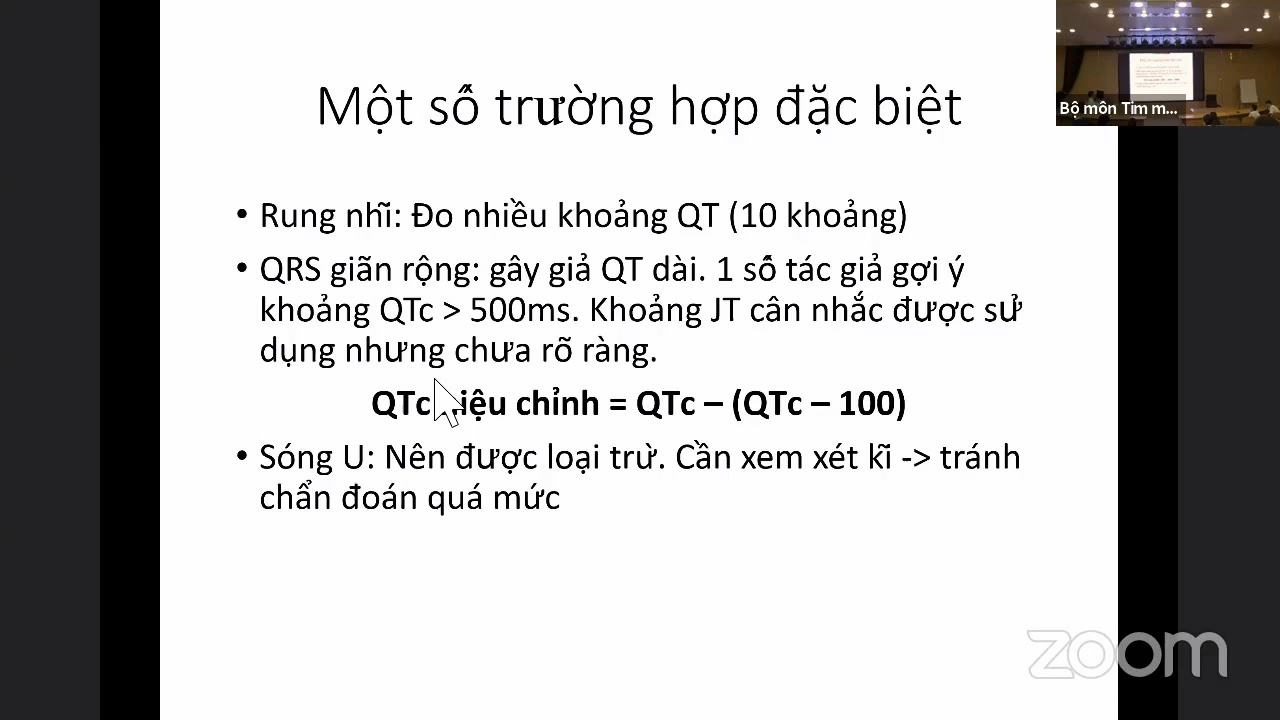 Một số trường hợp đặc biệt
Bộ môn Tim m...
• Rung nhĩ: Đo nhiều khoảng QT (10 khoảng)
• QRS giãn rộng: gây giả QT dài. 1 số tác giả gợi ý
khoảng QTc > 500ms. Khoảng JT cân nhắc được sử
dụng nhưng chưa rõ ràng.
QTc hiệu chỉnh = QTc – (QTc – 100)
• Sóng U: Nên được loại trừ. Cần xem xét kĩ -> tránh
chẩn đoán quá mức
zoom